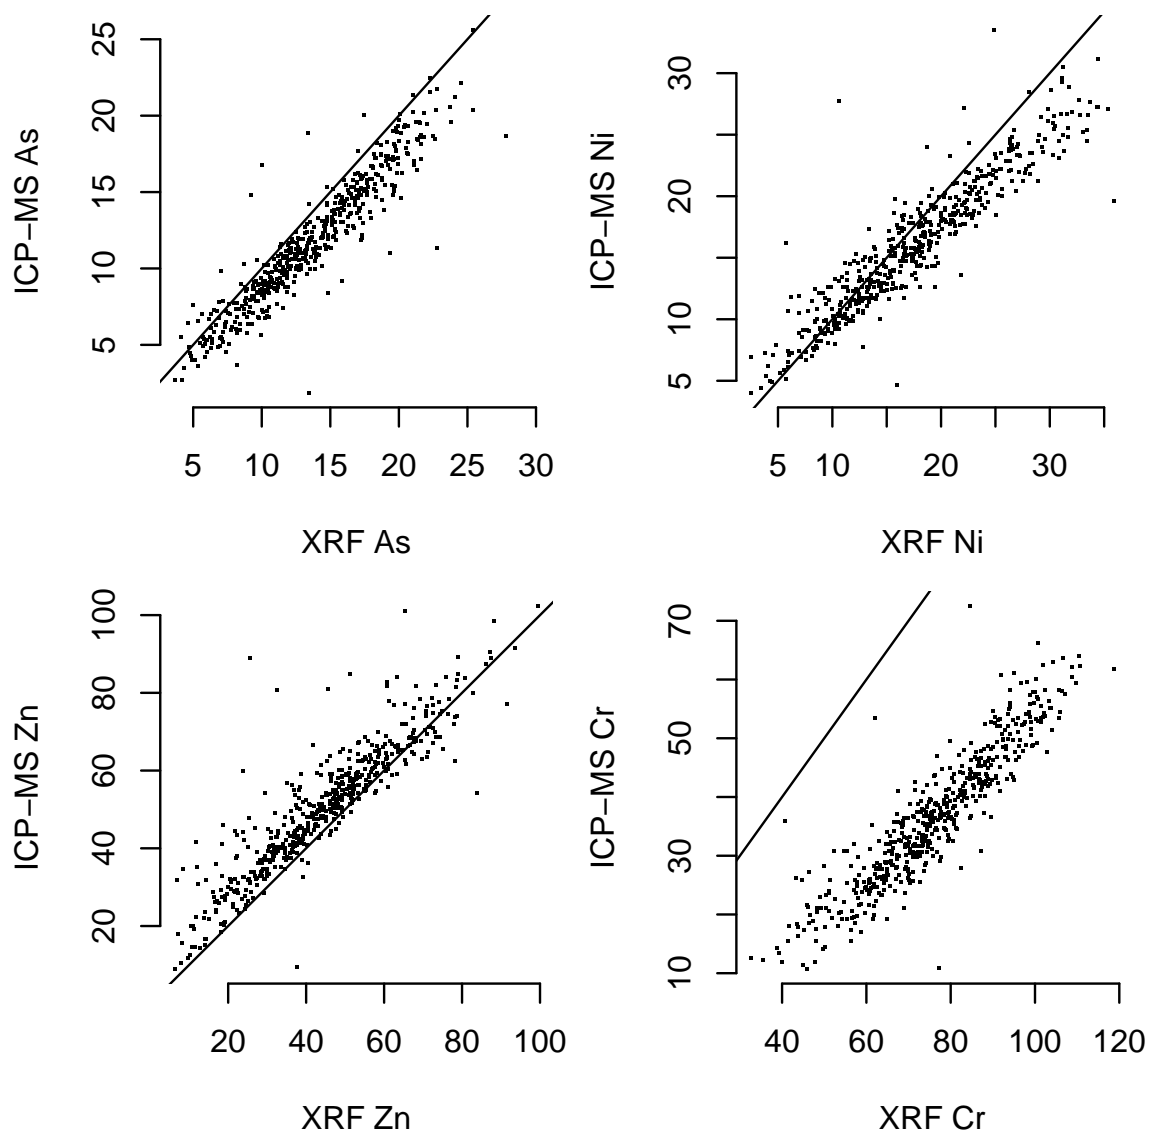 ICP−MS As
5 10 15 20 25
5 10 15 20 25 30
XRF As
ICP−MS Ni
5 10 20 30
5 10 20 30
XRF Ni
ICP−MS Zn
20 40 60 80 100
20 40 60 80 100
XRF Zn
ICP−MS Cr
10 30 50 70
40 60 80 100 120
XRF Cr